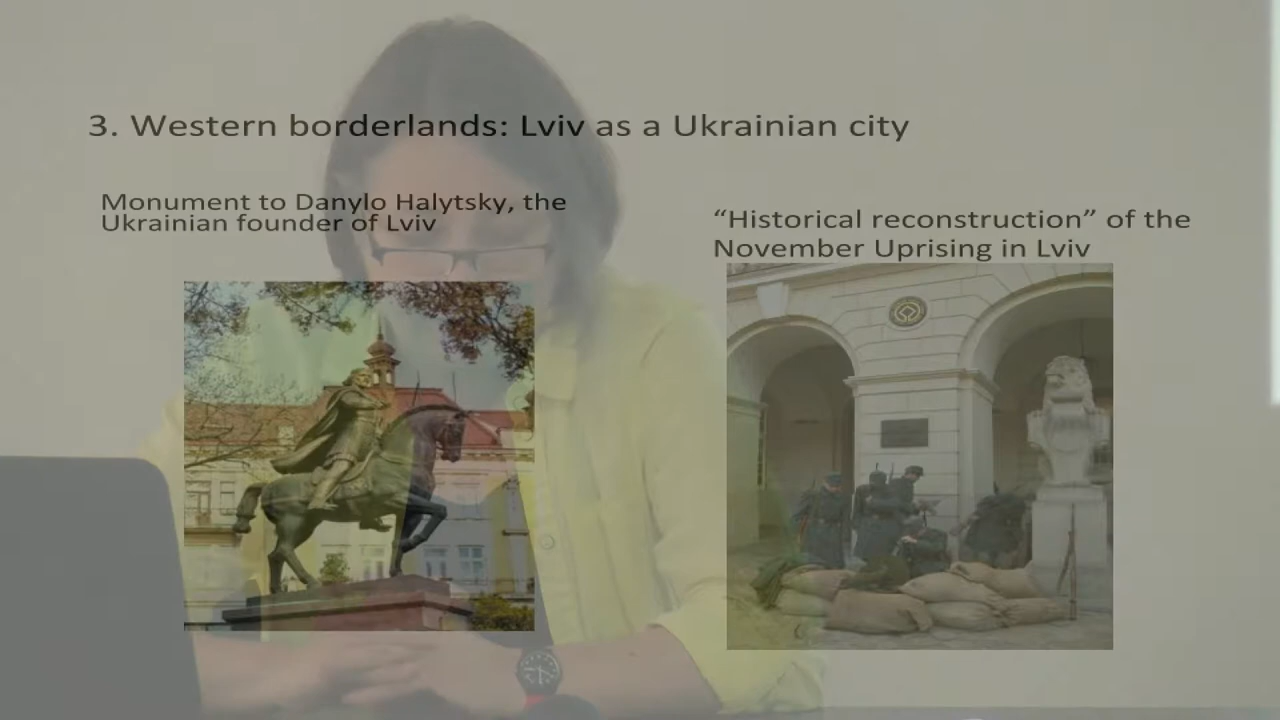 3. Western borderlands: Lviv as a Ukrainian city
Monument to Danylo Halytsky, the
Ukrainian founder of Lviv
“Historical reconstruction” of the
November Uprising in Lviv